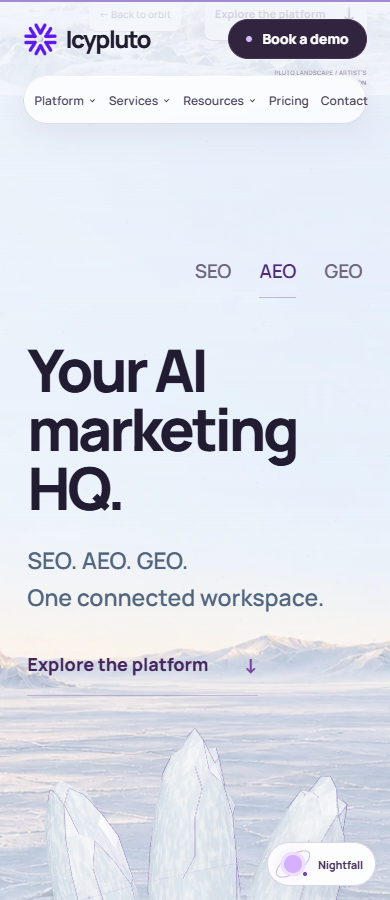 ← Back to orbit
Explore the platform ↓
Icypluto
Book a demo
PLUTO LANDSCAPE / ARTIST'S
Platform Services Resources Pricing Contact
SEO AEO GEO
Your AI
marketing
HQ.
SEO. AEO. GEO.
One connected workspace.
Explore the platform ↓
Nightfall